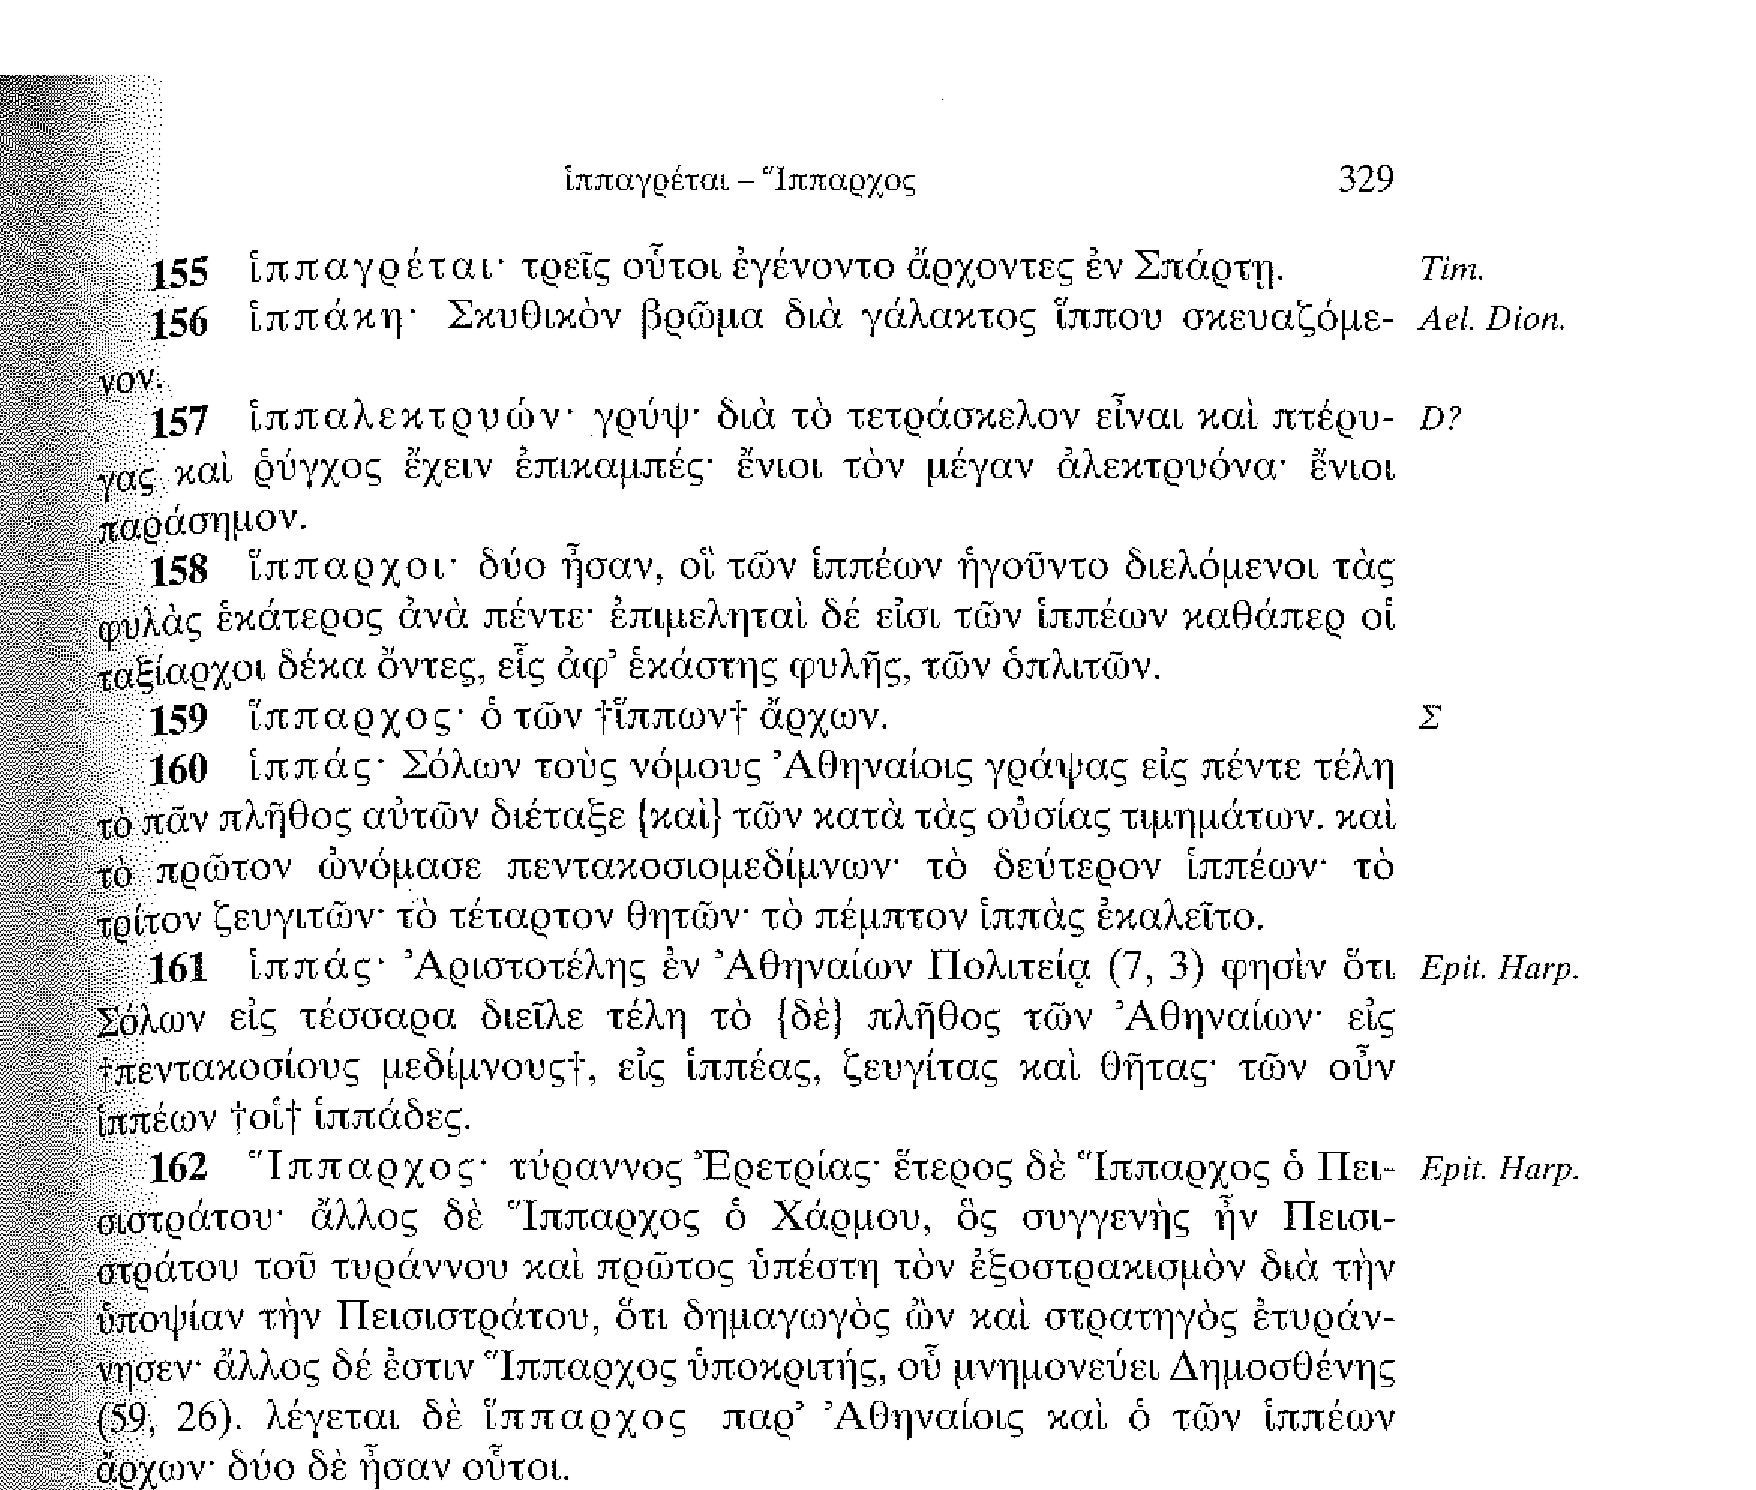 ἱππαγρέται – Ἵππαρχος 329
155 ἱππαγρέται· τρεῖς οὗτοι ἐγένοντο ἄρχοντες ἐν Σπάρτῃ. Tim.
156 ἱππάκη· Σκυθικὸν βρῶμα διὰ γάλακτος ἵππου σκευαζόμε- Ael. Dion.
νον.
157 ἱππαλεκτρυών· γρύψ· διὰ τὸ τετράσκελον εἶναι καὶ πτέρυ- D?
γας καὶ ῥύγχος ἔχειν ἐπικαμπές· ἔνιοι τὸν μέγαν ἀλεκτρυόνα· ἔνιοι
παράσημον.
158 ἵππαρχοι· δύο ἦσαν, οἳ τῶν ἱππέων ἡγοῦντο διελόμενοι τὰς
φυλὰς ἑκάτερος ἀνὰ πέντε· ἐπιμεληταὶ δέ εἰσι τῶν ἱππέων καθάπερ οἱ
ταξίαρχοι δέκα ὄντες, εἷς ἀφ’ ἑκάστης φυλῆς, τῶν ὁπλιτῶν.
159 ἵππαρχος· ὁ τῶν †ἵππων† ἄρχων. Σ
160 ἱππάς· Σόλων τοὺς νόμους Ἀθηναίοις γράψας εἰς πέντε τέλη
τὸ πᾶν πλῆθος αὐτῶν διέταξε {καὶ} τῶν κατὰ τὰς οὐσίας τιμημάτων. καὶ
τὸ πρῶτον ὠνόμασε πεντακοσιομεδίμνων· τὸ δεύτερον ἱππέων· τὸ
τρίτον ζευγιτῶν· τὸ τέταρτον θητῶν· τὸ πέμπτον ἱππὰς ἐκαλεῖτο.
161 ἱππάς· Ἀριστοτέλης ἐν Ἀθηναίων Πολιτείᾳ (7, 3) φησὶν ὅτι Epit. Harp.
Σόλων εἰς τέσσαρα διεῖλε τέλη τὸ {δὲ} πλῆθος τῶν Ἀθηναίων· εἰς
†πεντακοσίους μεδίμνους†, εἰς ἱππέας, ζευγίτας καὶ θῆτας· τῶν οὖν
ἱππέων †οἱ† ἱππάδες.
162 Ἵππαρχος· τύραννος Ἐρετρίας· ἕτερος δὲ Ἵππαρχος ὁ Πει- Epit. Harp.
σιστράτου· ἄλλος δὲ Ἵππαρχος ὁ Χάρμου, ὃς συγγενὴς ἦν Πεισι-
στράτου τοῦ τυράννου καὶ πρῶτος ὑπέστη τὸν ἐξοστρακισμὸν διὰ τὴν
ὑποψίαν τὴν Πεισιστράτου, ὅτι δημαγωγὸς ὢν καὶ στρατηγὸς ἐτυράν-
νησεν· ἄλλος δέ ἐστιν Ἵππαρχος ὑποκριτής, οὗ μνημονεύει Δημοσθένης
(59, 26). λέγεται δὲ ἵππαρχος παρ’ Ἀθηναίοις καὶ ὁ τῶν ἱππέων
ἄρχων· δύο δὲ ἦσαν οὗτοι.